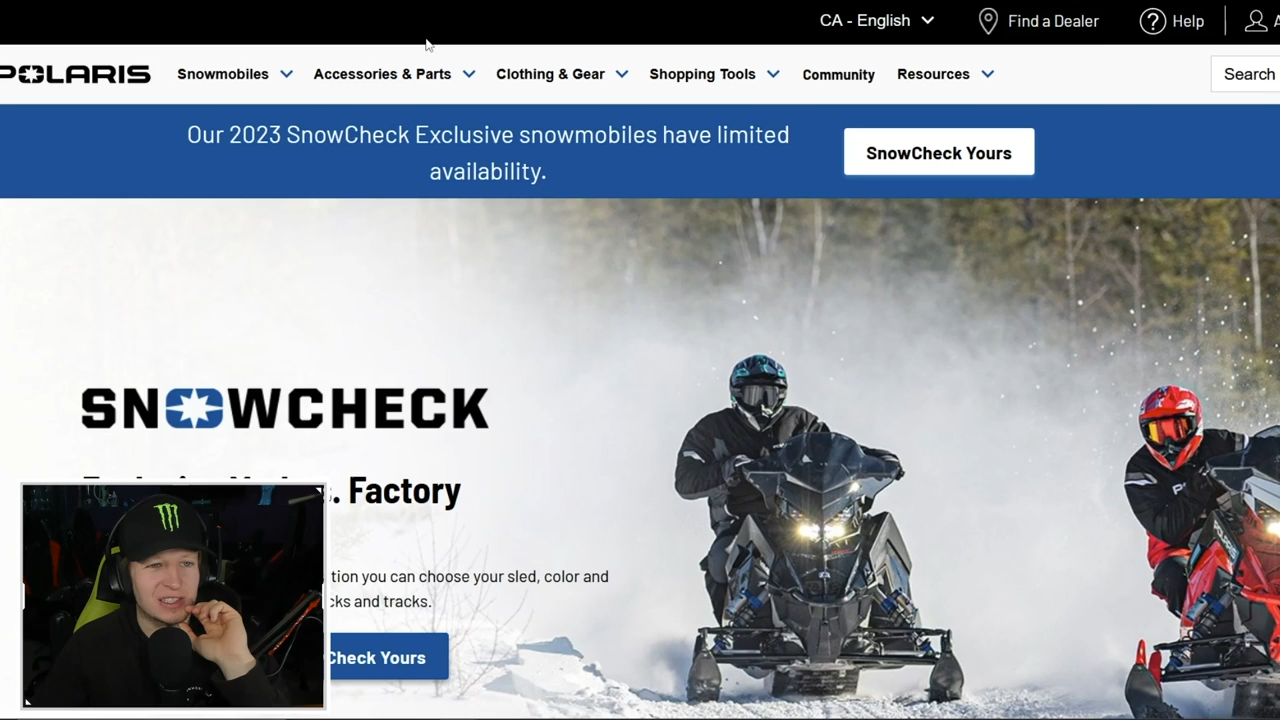 CA - English
Find a Dealer
Help
POLARIS
Snowmobiles
Accessories & Parts
Clothing & Gear
Shopping Tools
Community
Resources
Search
Our 2023 SnowCheck Exclusive snowmobiles have limited
availability.
SnowCheck Yours
SNOWCHECK
. Factory
tion you can choose your sled, color and
cks and tracks.
Check Yours